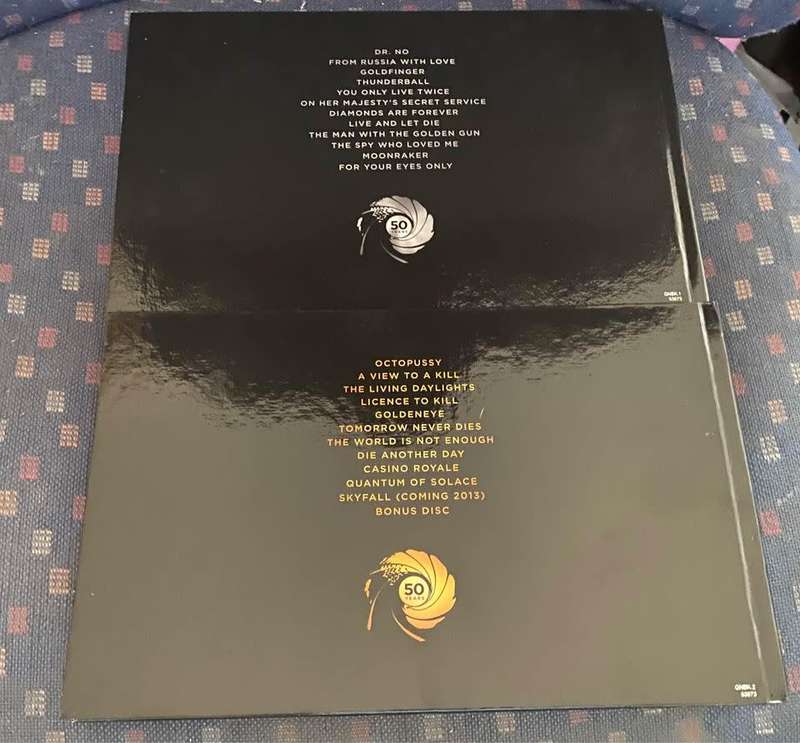 DR. NO
FROM RUSSIA WITH LOVE
GOLDFINGER
THUNDERBALL
YOU ONLY LIVE TWICE
ON HER MAJESTY'S SECRET SERVICE
DIAMONDS ARE FOREVER
LIVE AND LET DIE
THE MAN WITH THE GOLDEN GUN
THE SPY WHO LOVED ME
MOONRAKER
FOR YOUR EYES ONLY
50
YEARS
OCTOPUSSY
A VIEW TO A KILL
THE LIVING DAYLIGHTS
LICENCE TO KILL
GOLDENEYE
TOMORROW NEVER DIES
THE WORLD IS NOT ENOUGH
DIE ANOTHER DAY
CASINO ROYALE
QUANTUM OF SOLACE
SKYFALL (COMING 2013)
BONUS DISC
50
YEARS